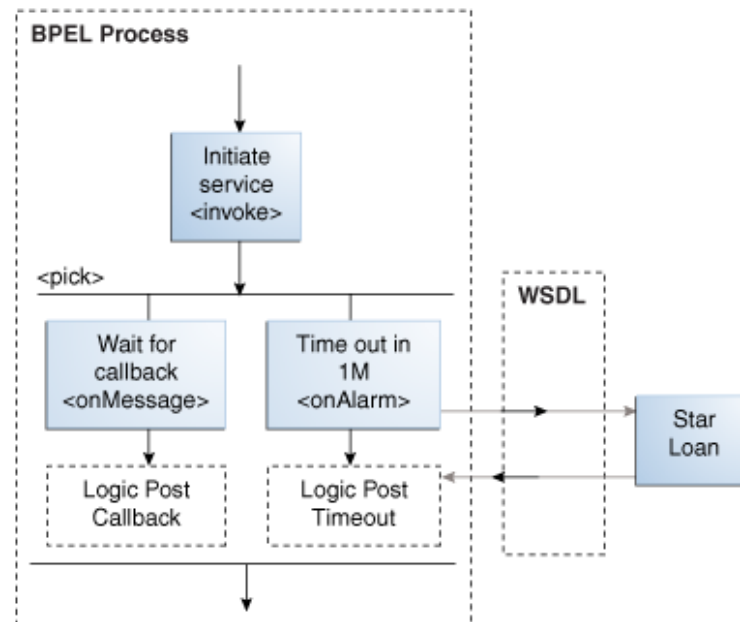 BPEL Process
Initiate
service
<invoke>
<pick>
WSDL
Wait for
callback
<onMessage>
Time out in
1M
<onAlarm>
Star
Loan
Logic Post
Callback
Logic Post
Timeout